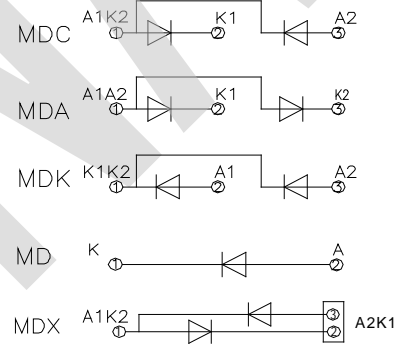 MDC A1K2 K1 A2
1 2 3
MDA A1A2 K1 K2
1 2 3
MDK K1K2 A1 A2
1 2 3
MD K A
1 2
MDX A1K2 3 A2K1
1 2